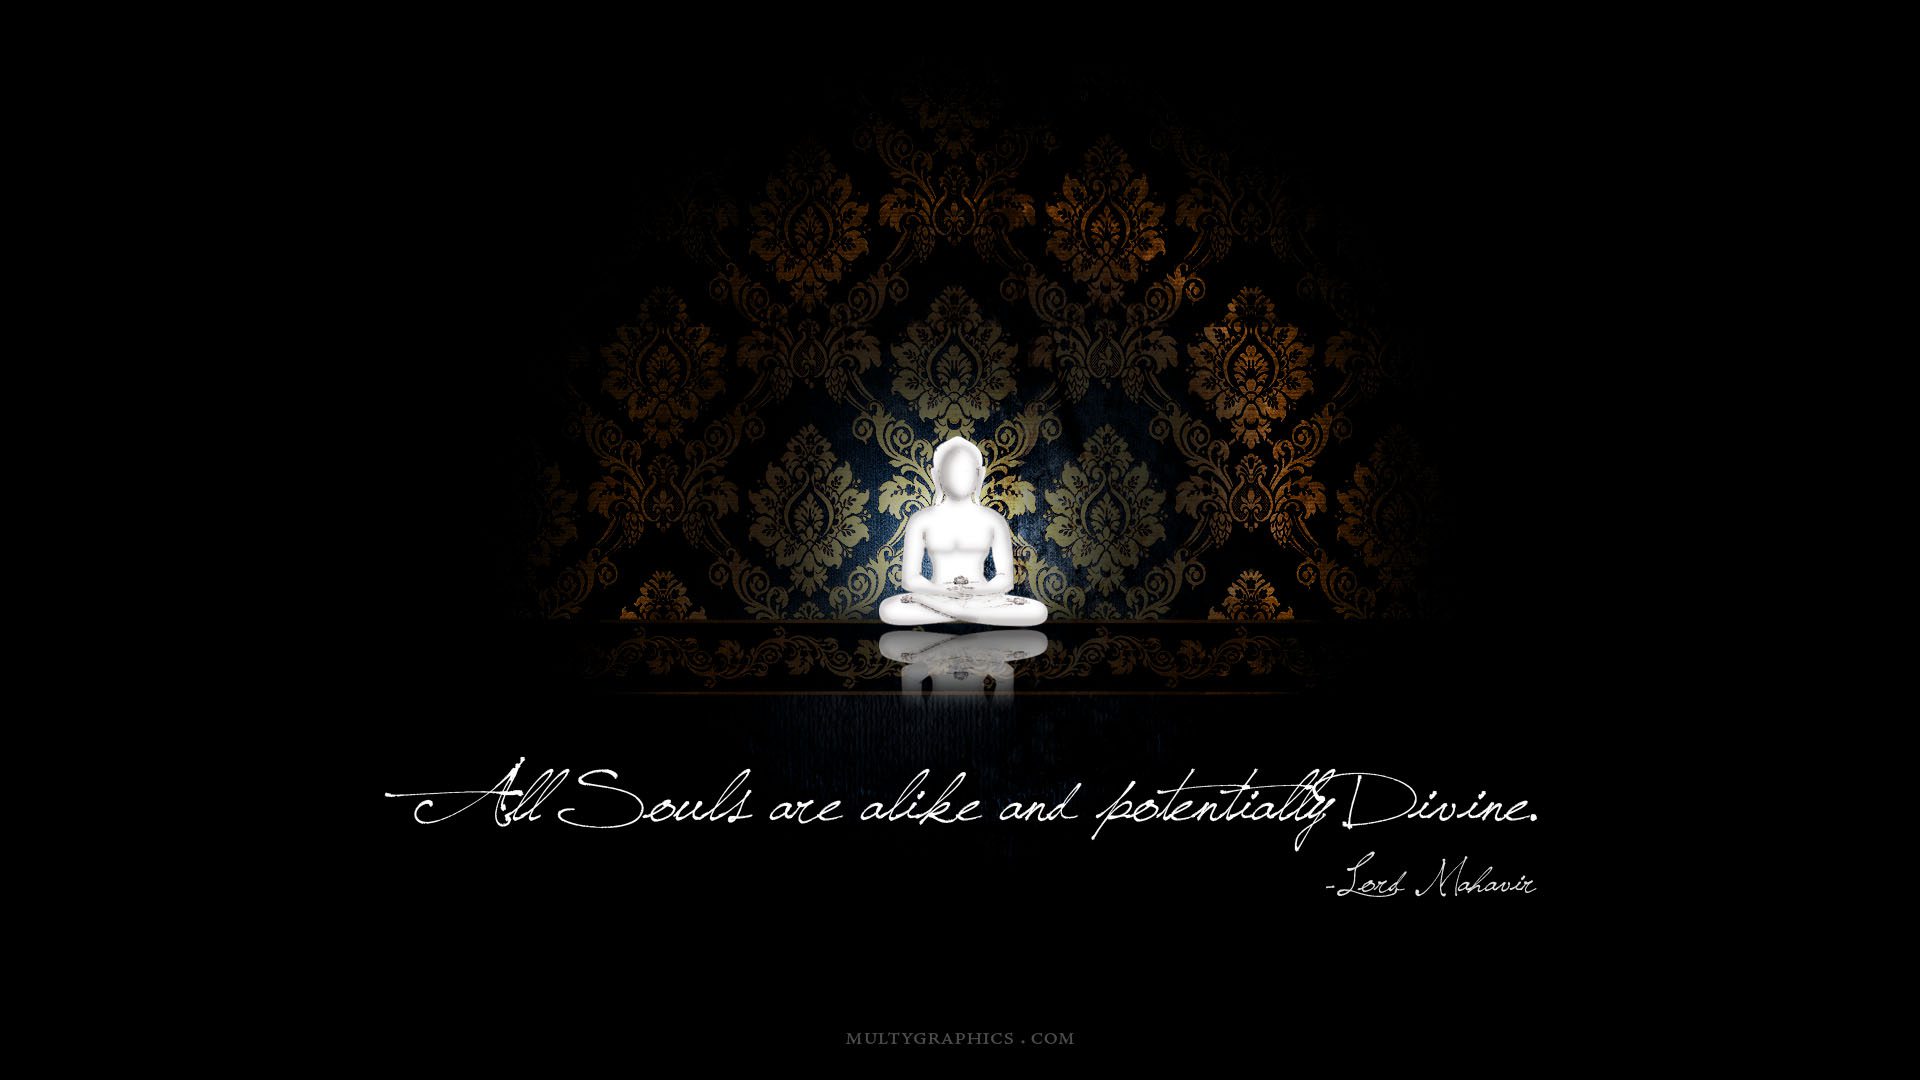 All Souls are alike and potentially Divine.
-Lord Mahavir
MULTYGRAPHICS . COM